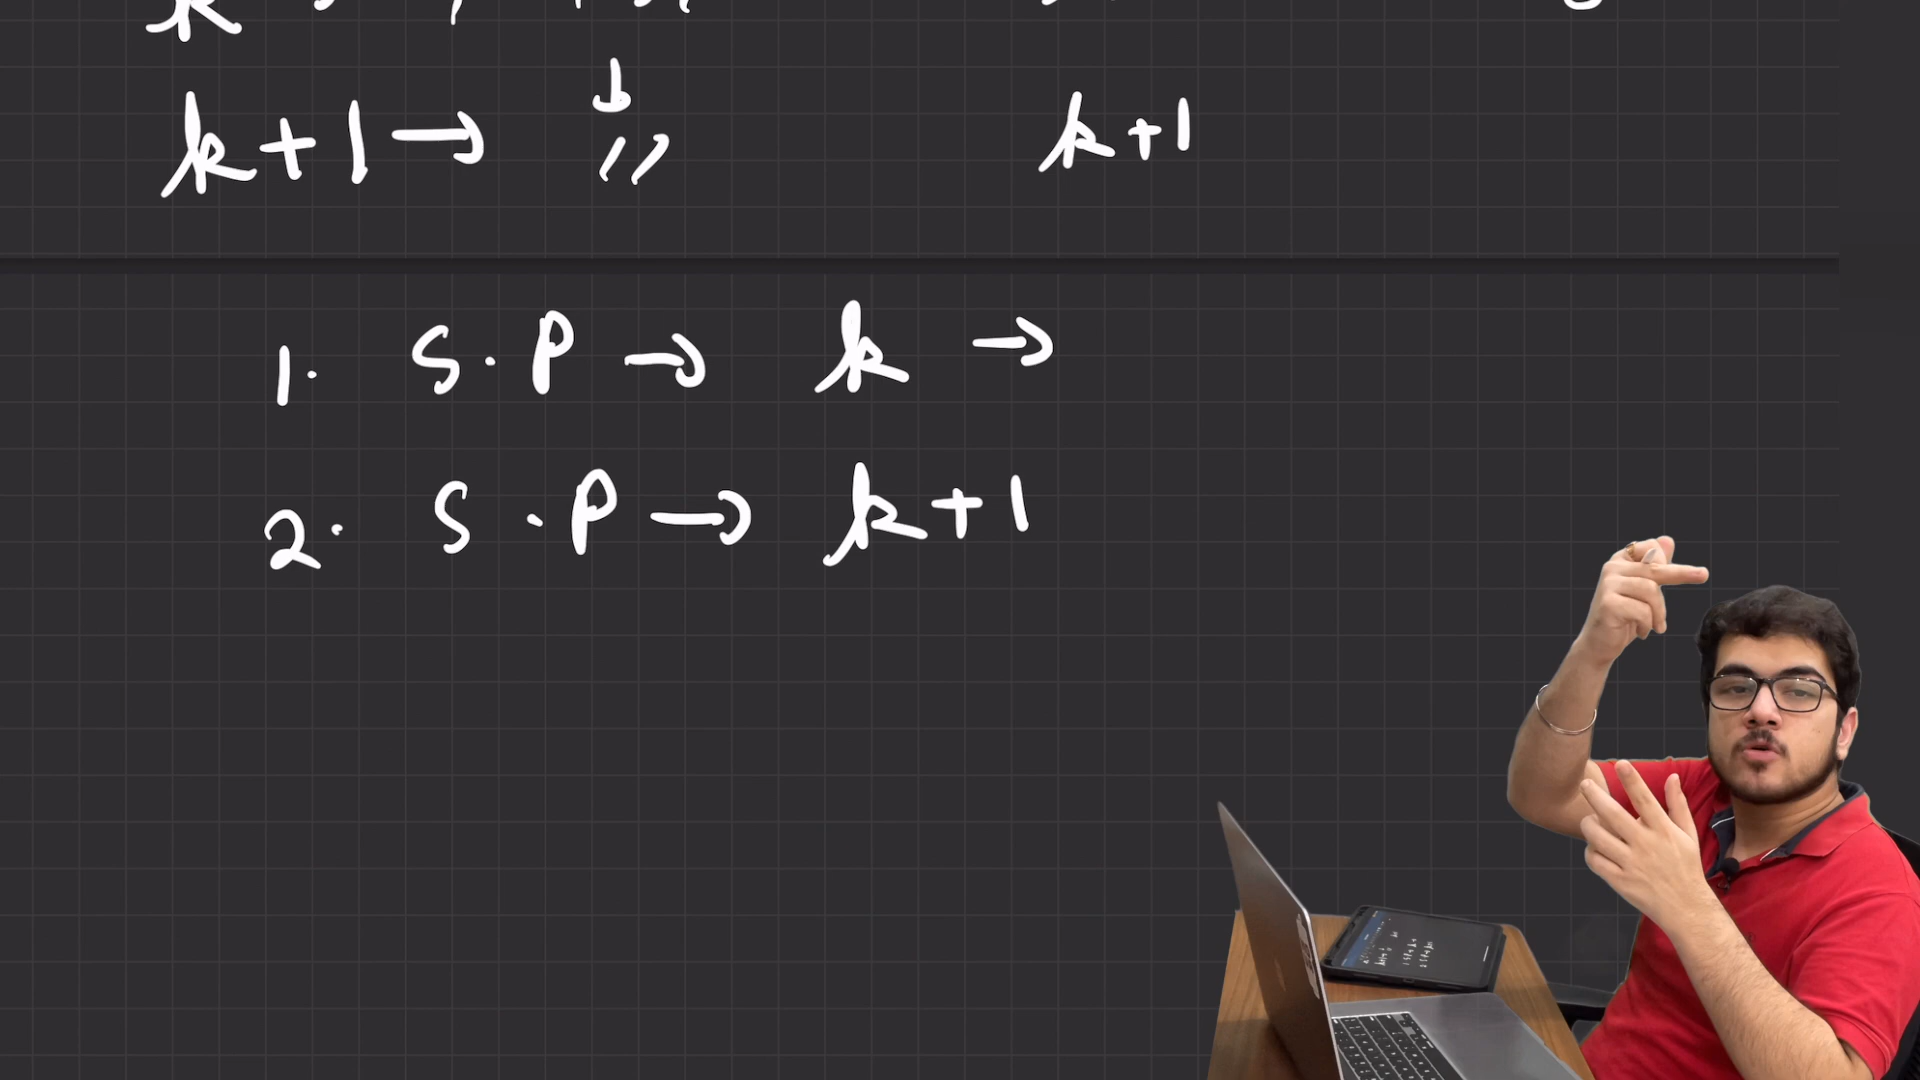 k
k+1 → " k+1
1. S.P → k →
2. S.P → k+1